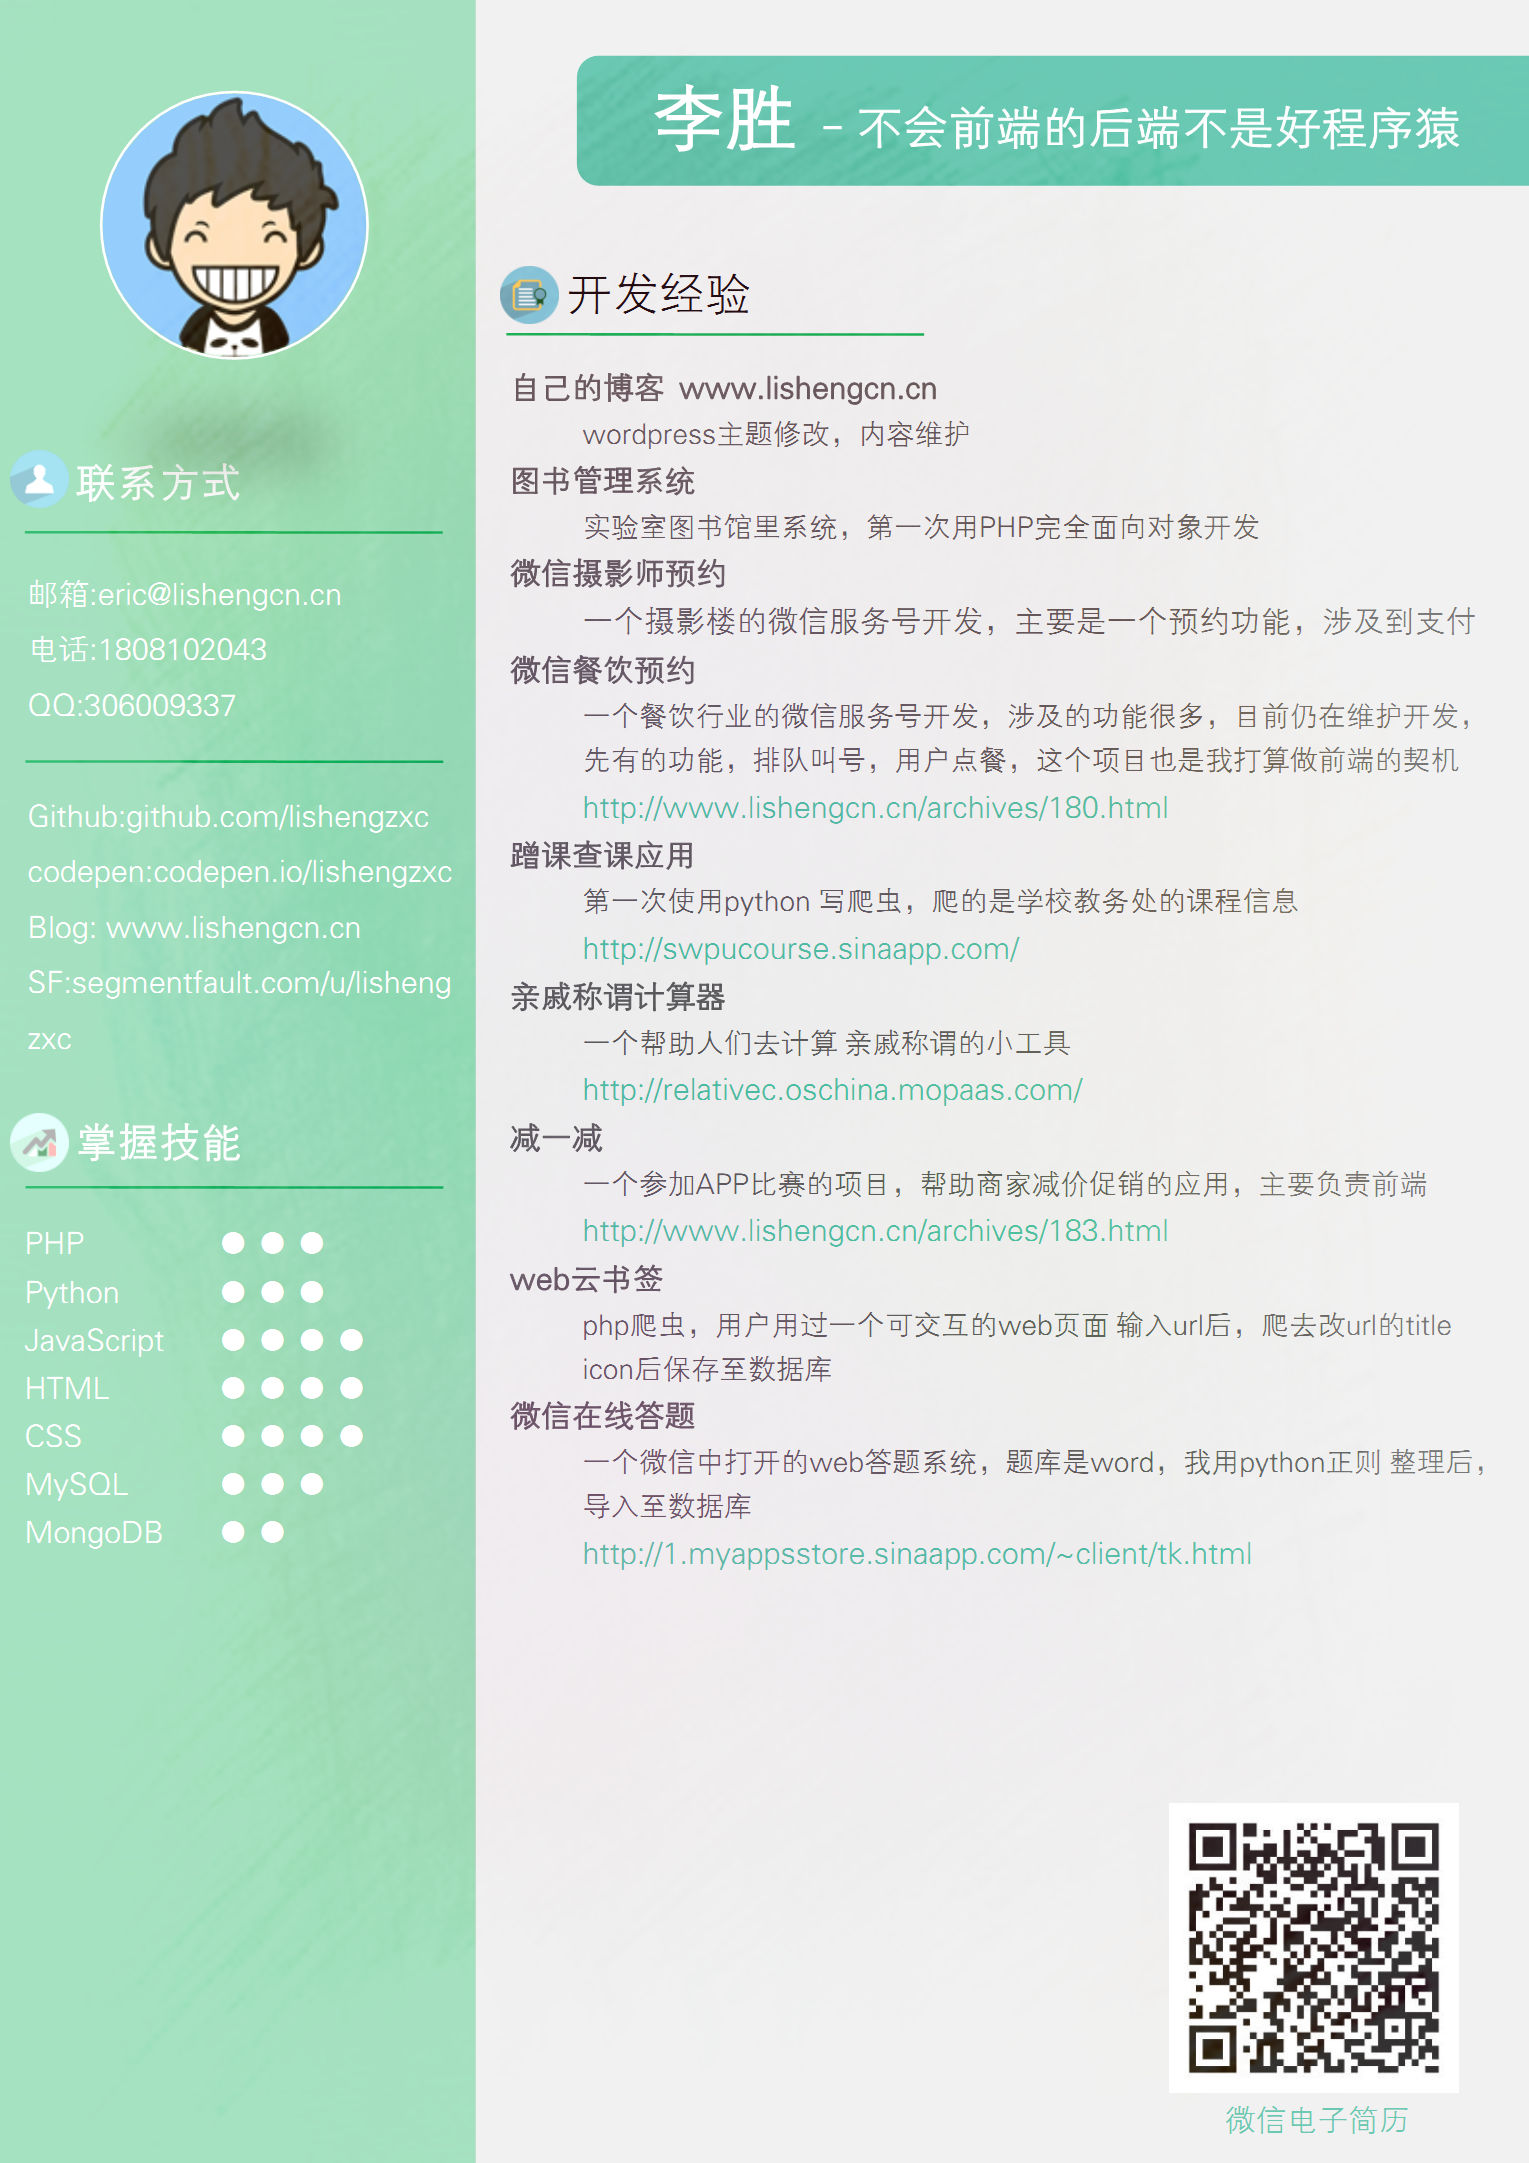 李胜 - 不会前端的后端不是好程序猿
联系方式
邮箱:eric@lishengcn.cn
电话:1808102043
QQ:306009337
Github:github.com/lishengzxc
codepen:codepen.io/lishengzxc
Blog: www.lishengcn.cn
SF:segmentfault.com/u/lisheng
zxc
掌握技能
PHP
Python
JavaScript
HTML
CSS
MySQL
MongoDB
开发经验
自己的博客 www.lishengcn.cn
wordpress主题修改，内容维护
图书管理系统
实验室图书馆里系统，第一次用PHP完全面向对象开发
微信摄影师预约
一个摄影楼的微信服务号开发，主要是一个预约功能，涉及到支付
微信餐饮预约
一个餐饮行业的微信服务号开发，涉及的功能很多，目前仍在维护开发，
先有的功能，排队叫号，用户点餐，这个项目也是我打算做前端的契机
http://www.lishengcn.cn/archives/180.html
蹭课查课应用
第一次使用python 写爬虫，爬的是学校教务处的课程信息
http://swpucourse.sinaapp.com/
亲戚称谓计算器
一个帮助人们去计算 亲戚称谓的小工具
http://relativec.oschina.mopaas.com/
减一减
一个参加APP比赛的项目，帮助商家减价促销的应用，主要负责前端
http://www.lishengcn.cn/archives/183.html
web云书签
php爬虫，用户用过一个可交互的web页面 输入url后，爬去改url的title
icon后保存至数据库
微信在线答题
一个微信中打开的web答题系统，题库是word，我用python正则 整理后，
导入至数据库
http://1.myappsstore.sinaapp.com/~client/tk.html
微信电子简历